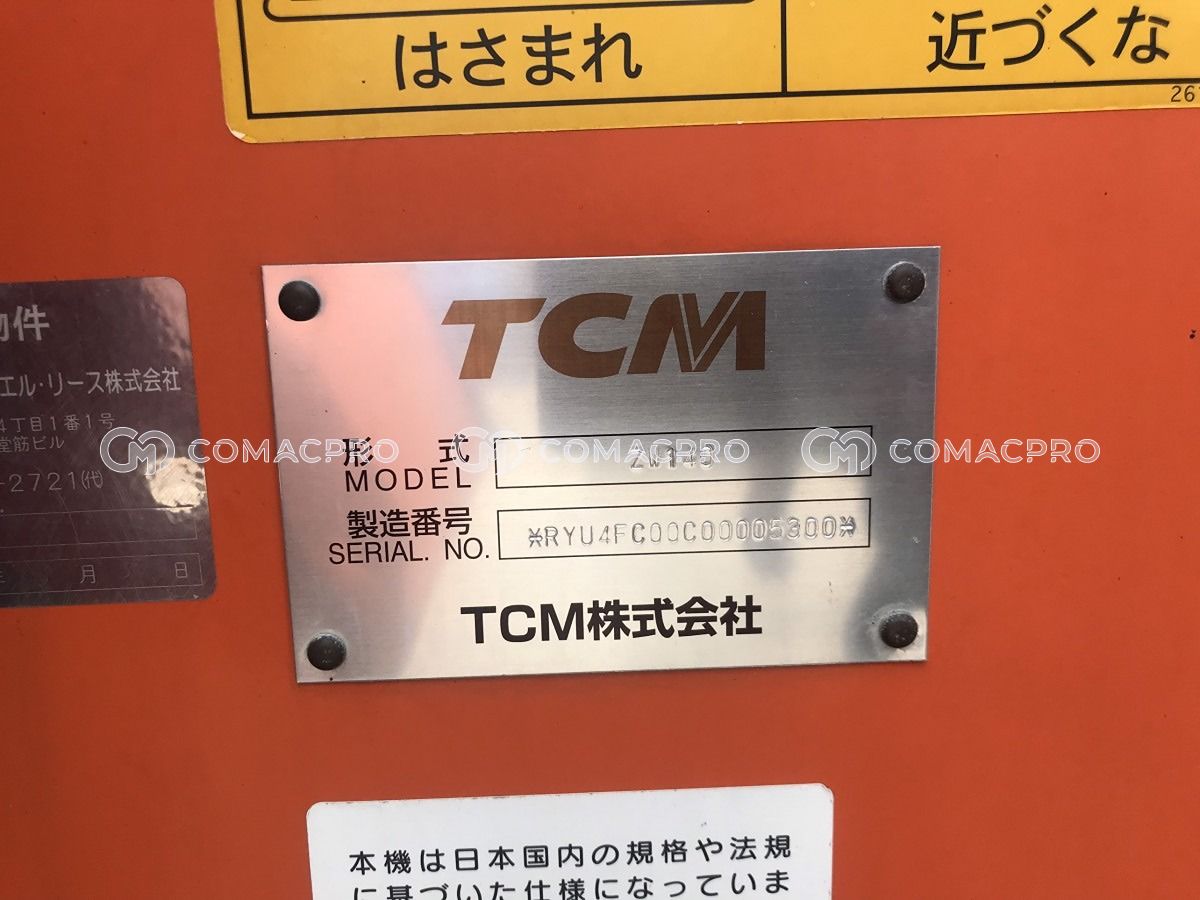 はさまれ
近づくな
26
物件
エル・リース株式会社
4丁目1番1号
堂筋ビル
-2721㈹
月 日
TCM
形 式
MODEL
COMACPRO COMACPRO COMACPRO
製造番号
SERIAL. NO.
*RYU4FC00C00005300*
TCM株式会社
本機は日本国内の規格や法規
に基づいた仕様になっていま